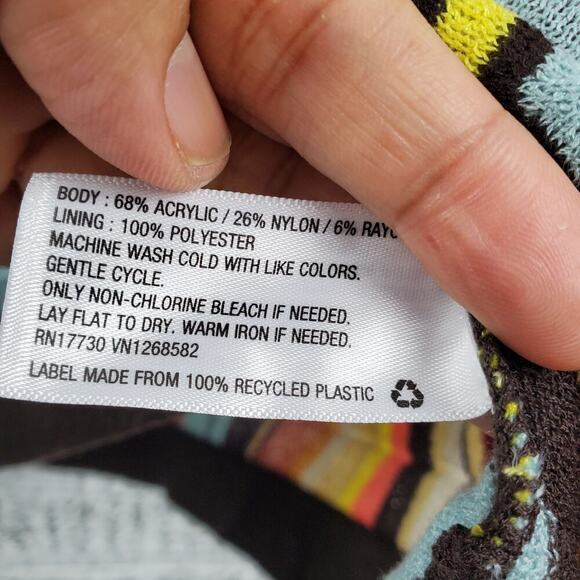 BODY : 68% ACRYLIC / 26% NYLON / 6%
LINING : 100% POLYESTER
MACHINE WASH COLD WITH LIKE COLORS.
GENTLE CYCLE.
ONLY NON-CHLORINE BLEACH IF NEEDED.
LAY FLAT TO DRY. WARM IRON IF NEEDED.
RN17730 VN1268582
LABEL MADE FROM 100% RECYCLED PLASTIC